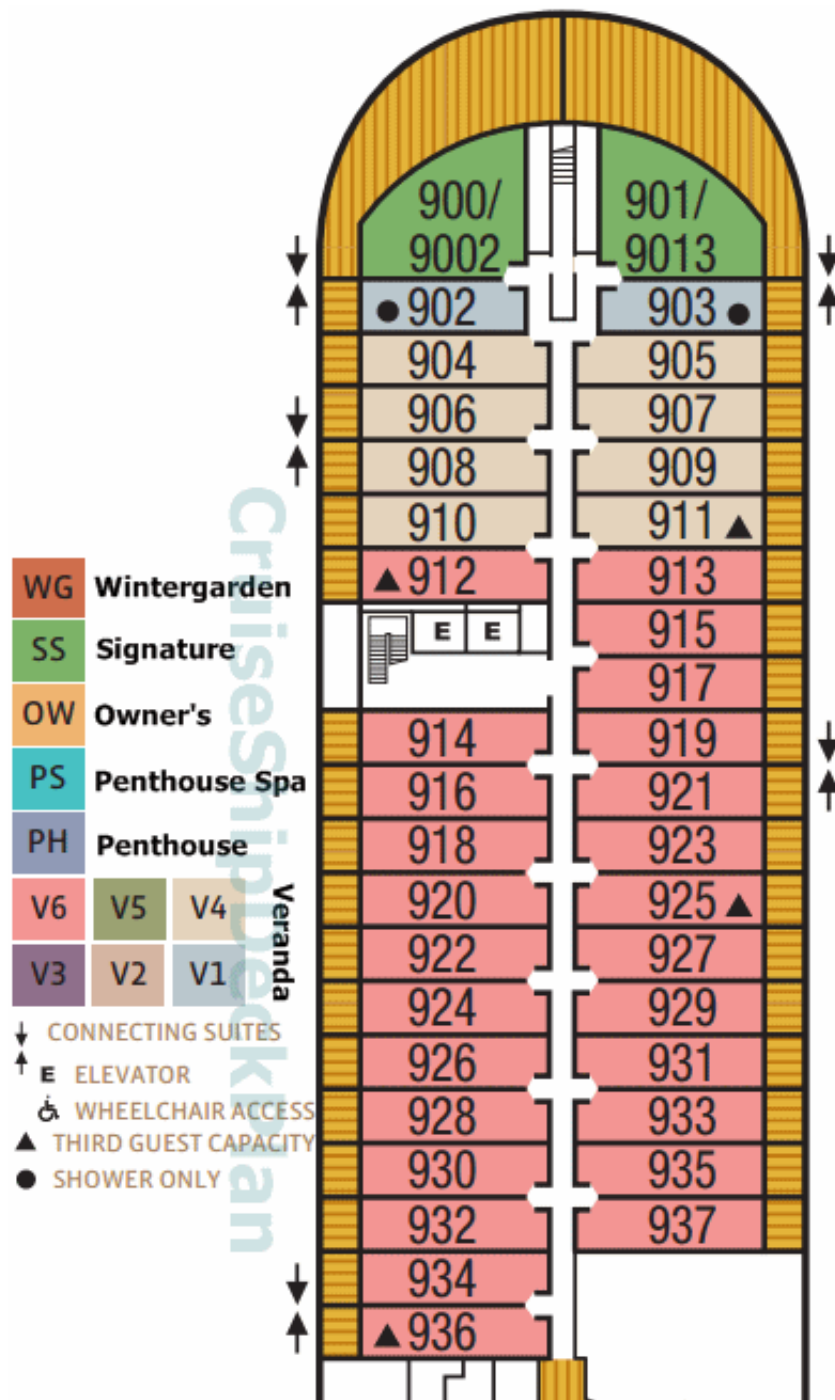 900/ 901/
9002 9013
902 903
904 905
906 907
908 909
910 911
912 913
E E 915
917
914 919
916 921
918 923
920 925
922 927
924 929
926 931
928 933
930 935
932 937
934
936
WG Wintergarden
SS Signature
OW Owner's
PS Penthouse Spa
PH Penthouse
V6 V5 V4
V3 V2 V1
Veranda
CONNECTING SUITES
E ELEVATOR
WHEELCHAIR ACCESS
THIRD GUEST CAPACITY
SHOWER ONLY
CruiseShipDeckPlan